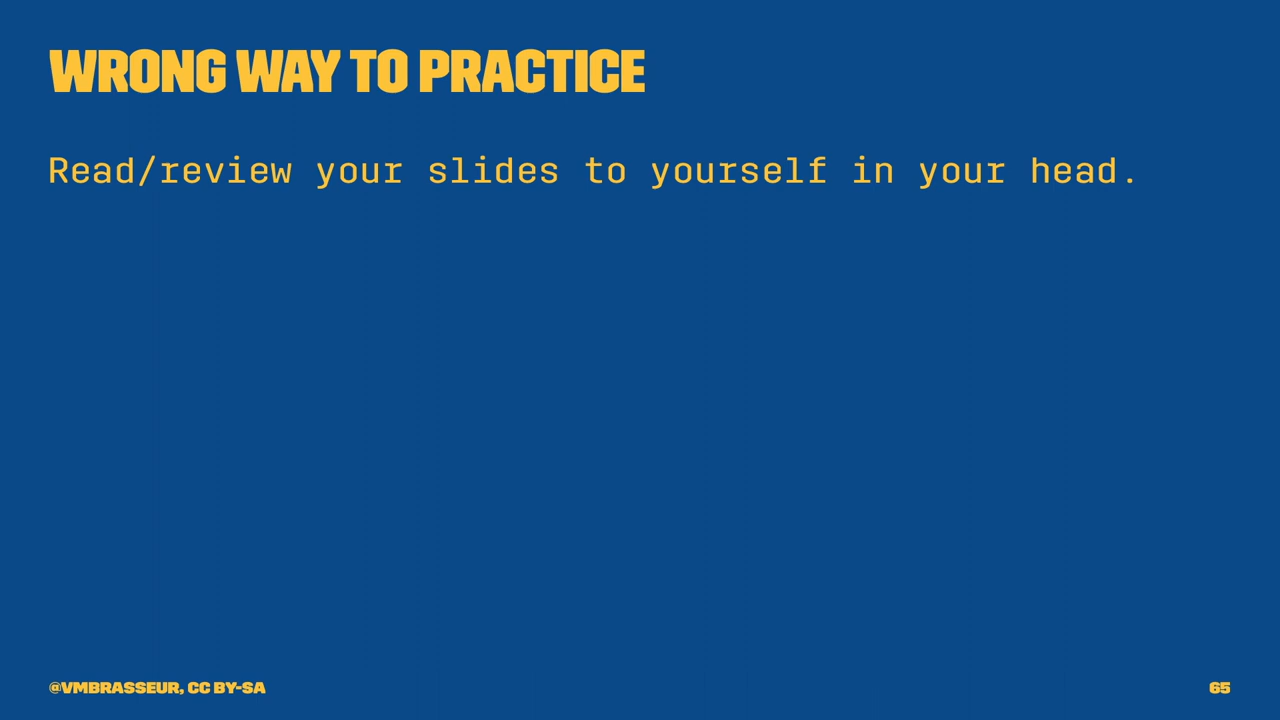 WRONG WAY TO PRACTICE
Read/review your slides to yourself in your head.
@VMBRASSEUR, CC BY-SA
65